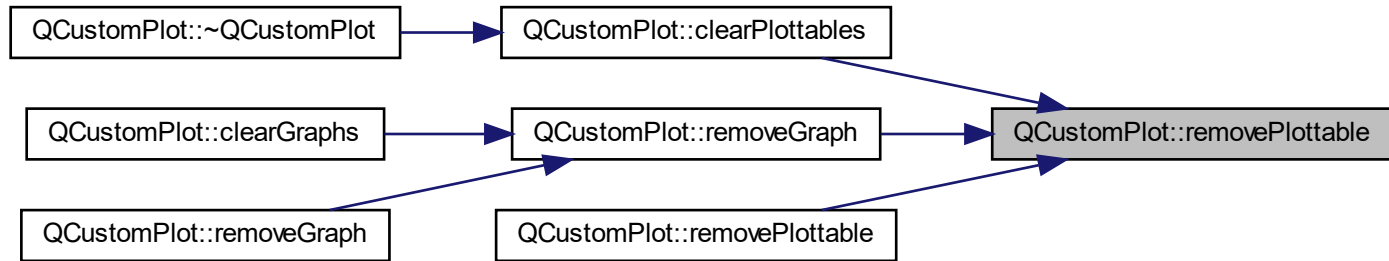 QCustomPlot::~QCustomPlot
QCustomPlot::clearPlottables
QCustomPlot::clearGraphs
QCustomPlot::removeGraph
QCustomPlot::removePlottable
QCustomPlot::removeGraph
QCustomPlot::removePlottable